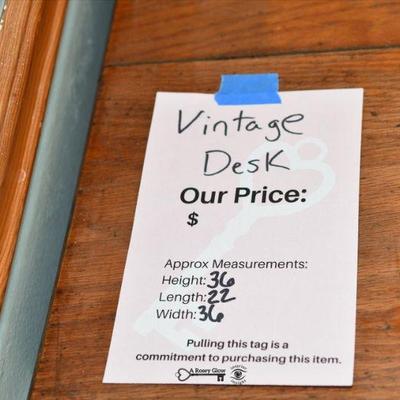 Vintage
Desk
Our Price:
$
Approx Measurements:
Height: 36
Length: 22
Width: 36
Pulling this tag is a
commitment to purchasing this item.
A Rosey Glow